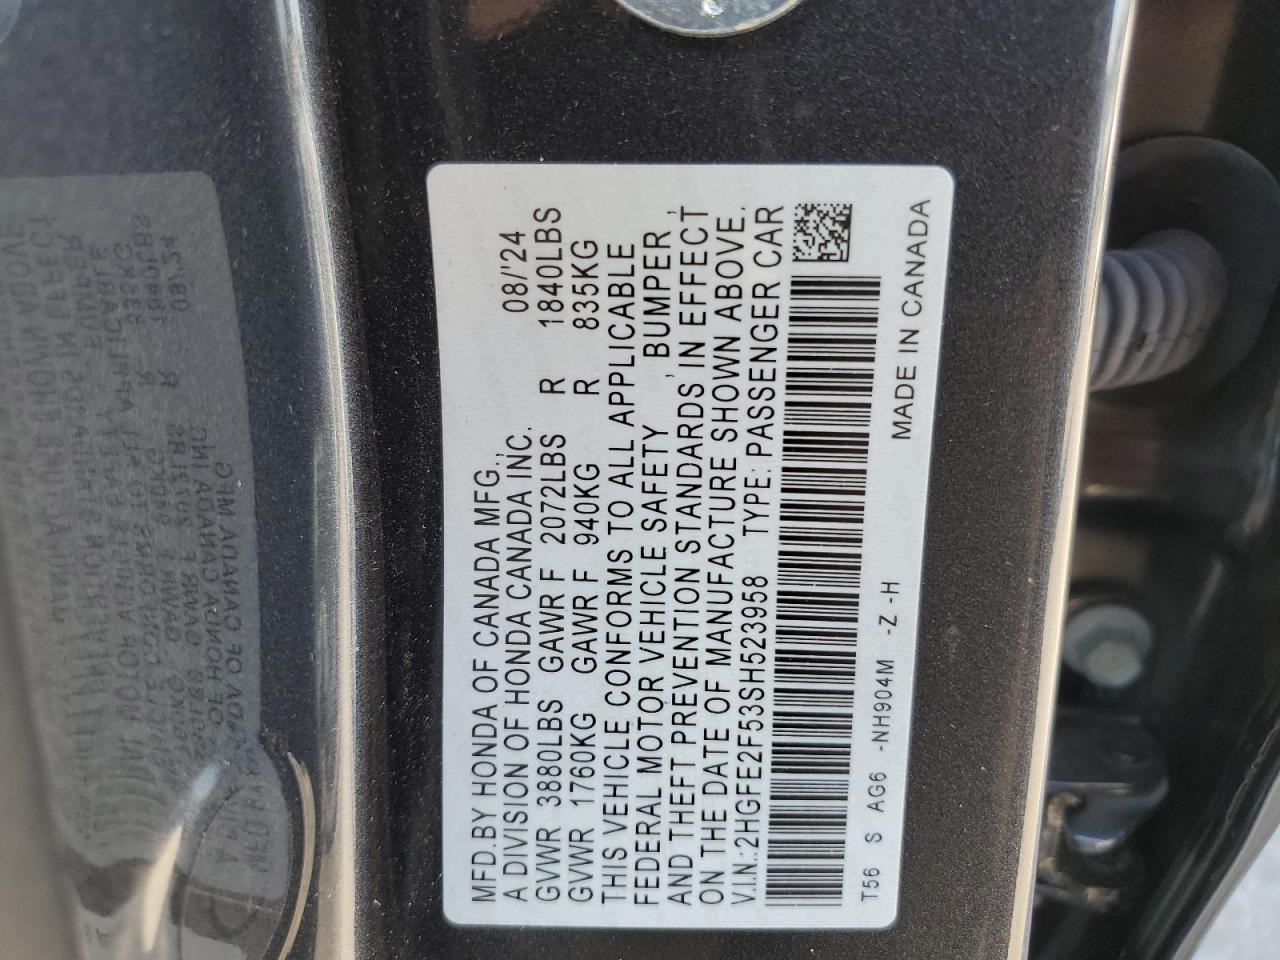 MFD.BY HONDA OF CANADA MFG.,
A DIVISION OF HONDA CANADA INC. 08/'24
GVWR 3880LBS GAWR F 2072LBS R 1840LBS
GVWR 1760KG GAWR F 940KG R 835KG
THIS VEHICLE CONFORMS TO ALL APPLICABLE
FEDERAL MOTOR VEHICLE SAFETY , BUMPER ,
AND THEFT PREVENTION STANDARDS IN EFFECT
ON THE DATE OF MANUFACTURE SHOWN ABOVE.
V.I.N.:2HGFE2F53SH523958 TYPE: PASSENGER CAR
T56 S AG6 -NH904M -Z -H
MADE IN CANADA